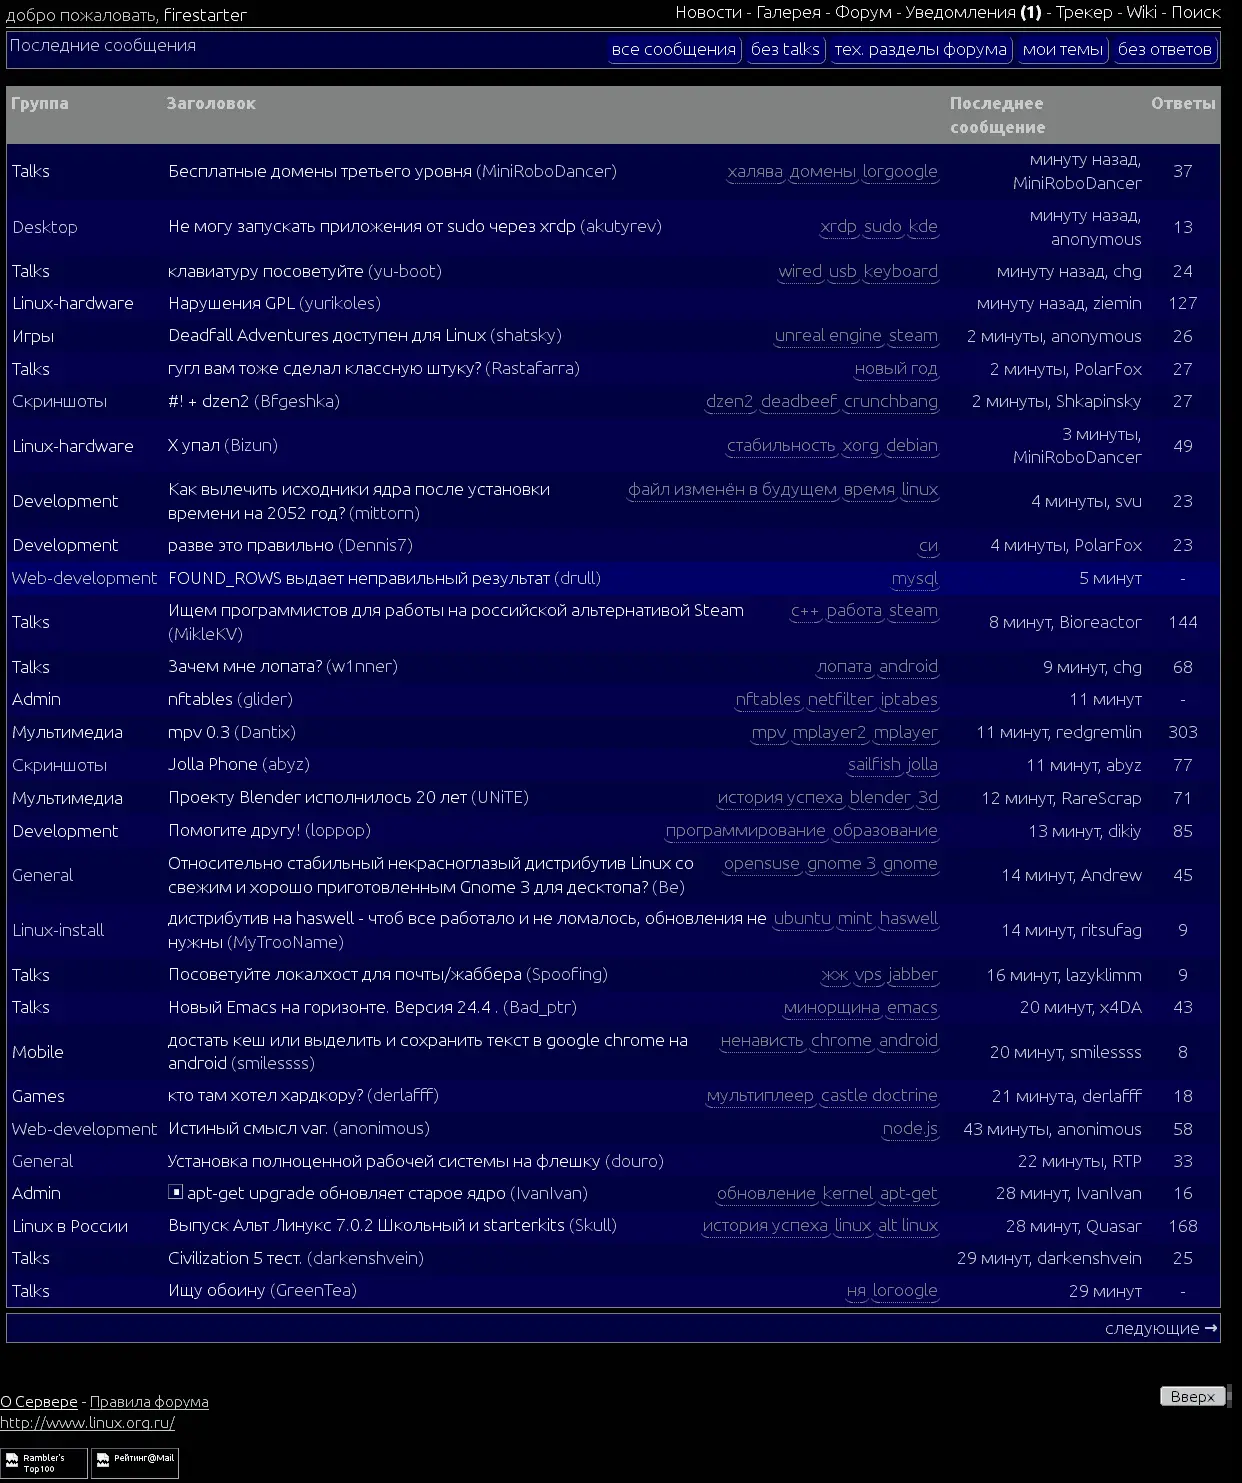 добро пожаловать, firestarter
Новости - Галерея - Форум - Уведомления (1) - Трекер - Wiki - Поиск
Последние сообщения
все сообщения без talks тех. разделы форума мои темы без ответов
Группа Заголовок Последнее сообщение Ответы
Talks Бесплатные домены третьего уровня (MiniRoboDancer) халява домены lorgoogle минуту назад, MiniRoboDancer 37
Desktop Не могу запускать приложения от sudo через xrdp (akutyrev) xrdp sudo kde минуту назад, anonymous 13
Talks клавиатуру посоветуйте (yu-boot) wired usb keyboard минуту назад, chg 24
Linux-hardware Нарушения GPL (yurikoles) минуту назад, ziemin 127
Игры Deadfall Adventures доступен для Linux (shatsky) unreal engine steam 2 минуты, anonymous 26
Talks гугл вам тоже сделал классную штуку? (Rastafarra) новый год 2 минуты, PolarFox 27
Скриншоты #! + dzen2 (Bfgeshka) dzen2 deadbeef crunchbang 2 минуты, Shkapinsky 27
Linux-hardware X упал (Bizun) стабильность xorg debian 3 минуты, MiniRoboDancer 49
Development Как вылечить исходники ядра после установки
времени на 2052 год? (mittorn) файл изменён в будущем время linux 4 минуты, svu 23
Development разве это правильно (Dennis7) си 4 минуты, PolarFox 23
Web-development FOUND_ROWS выдает неправильный результат (drull) mysql 5 минут -
Talks Ищем программистов для работы на российской альтернативой Steam
(MikleKV) c++ работа steam 8 минут, Bioreactor 144
Talks Зачем мне лопата? (w1nner) лопата android 9 минут, chg 68
Admin nftables (glider) nftables netfilter iptabes 11 минут -
Мультимедиа mpv 0.3 (Dantix) mpv mplayer2 mplayer 11 минут, redgremlin 303
Скриншоты Jolla Phone (abyz) sailfish jolla 11 минут, abyz 77
Мультимедиа Проекту Blender исполнилось 20 лет (UNiTE) история успеха blender 3d 12 минут, RareScrap 71
Development Помогите другу! (loppop) программирование образование 13 минут, dikiy 85
General Относительно стабильный некрасноглазый дистрибутив Linux со
свежим и хорошо приготовленным Gnome 3 для десктопа? (Be) opensuse gnome 3 gnome 14 минут, Andrew 45
Linux-install дистрибутив на haswell - чтоб все работало и не ломалось, обновления не
нужны (MyTrooName) ubuntu mint haswell 14 минут, ritsufag 9
Talks Посоветуйте локалхост для почты/жаббера (Spoofing) жж vps jabber 16 минут, lazyklimm 9
Talks Новый Emacs на горизонте. Версия 24.4 . (Bad_ptr) минорщина emacs 20 минут, x4DA 43
Mobile достать кеш или выделить и сохранить текст в google chrome на
android (smilessss) ненависть chrome android 20 минут, smilessss 8
Games кто там хотел хардкору? (derlafff) мультиплеер castle doctrine 21 минута, derlafff 18
Web-development Истиный смысл var. (anonimous) node.js 43 минуты, anonimous 58
General Установка полноценной рабочей системы на флешку (douro) 22 минуты, RTP 33
Admin apt-get upgrade обновляет старое ядро (IvanIvan) обновление kernel apt-get 28 минут, IvanIvan 16
Linux в России Выпуск Альт Линукс 7.0.2 Школьный и starterkits (Skull) история успеха linux alt linux 28 минут, Quasar 168
Talks Civilization 5 тест. (darkenshvein) 29 минут, darkenshvein 25
Talks Ищу обоину (GreenTea) ня loroogle 29 минут -
следующие →
О Сервере - Правила форума
http://www.linux.org.ru/
Вверх
Rambler's Top100
Рейтинг@Mail